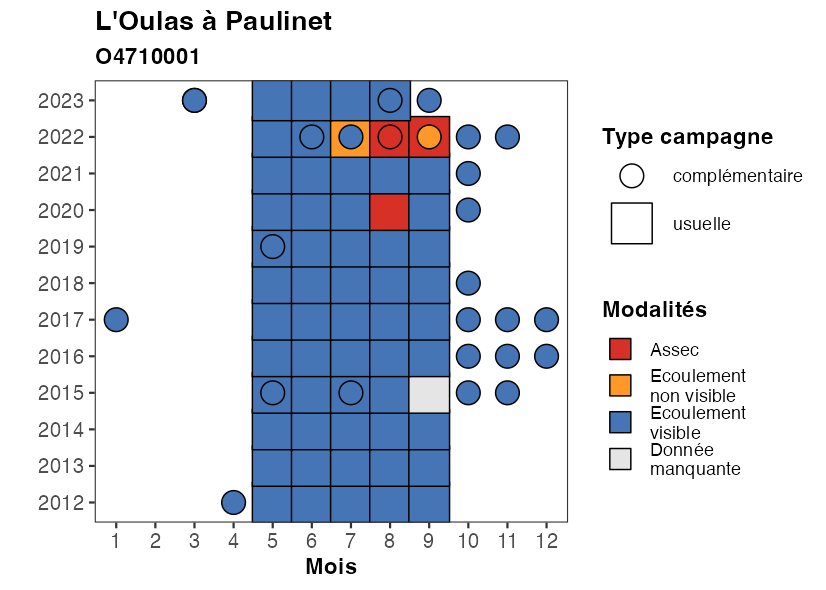 L'Oulas à Paulinet
O4710001
2023
2022
2021
2020
2019
2018
2017
2016
2015
2014
2013
2012
1 2 3 4 5 6 7 8 9 10 11 12
Mois
Type campagne
complémentaire
usuelle
Modalités
Assec
Ecoulement
non visible
Ecoulement
visible
Donnée
manquante